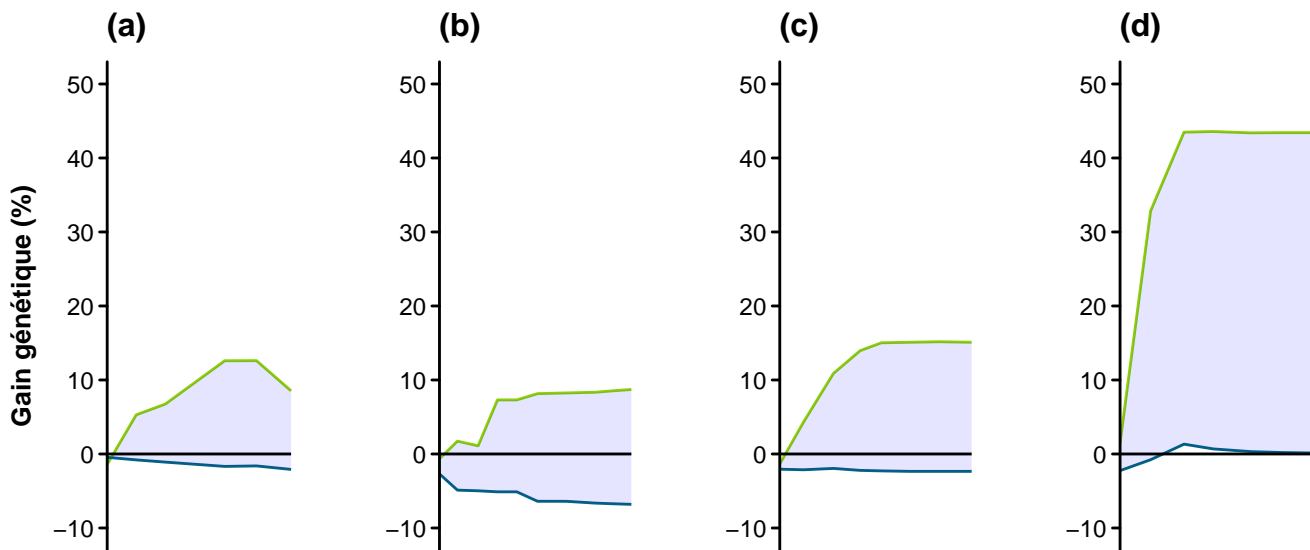 (a) (b) (c) (d)
50 50 50 50
40 40 40 40
30 30 30 30
20 20 20 20
10 10 10 10
0 0 0 0
–10 –10 –10 –10
Gain génétique (%)